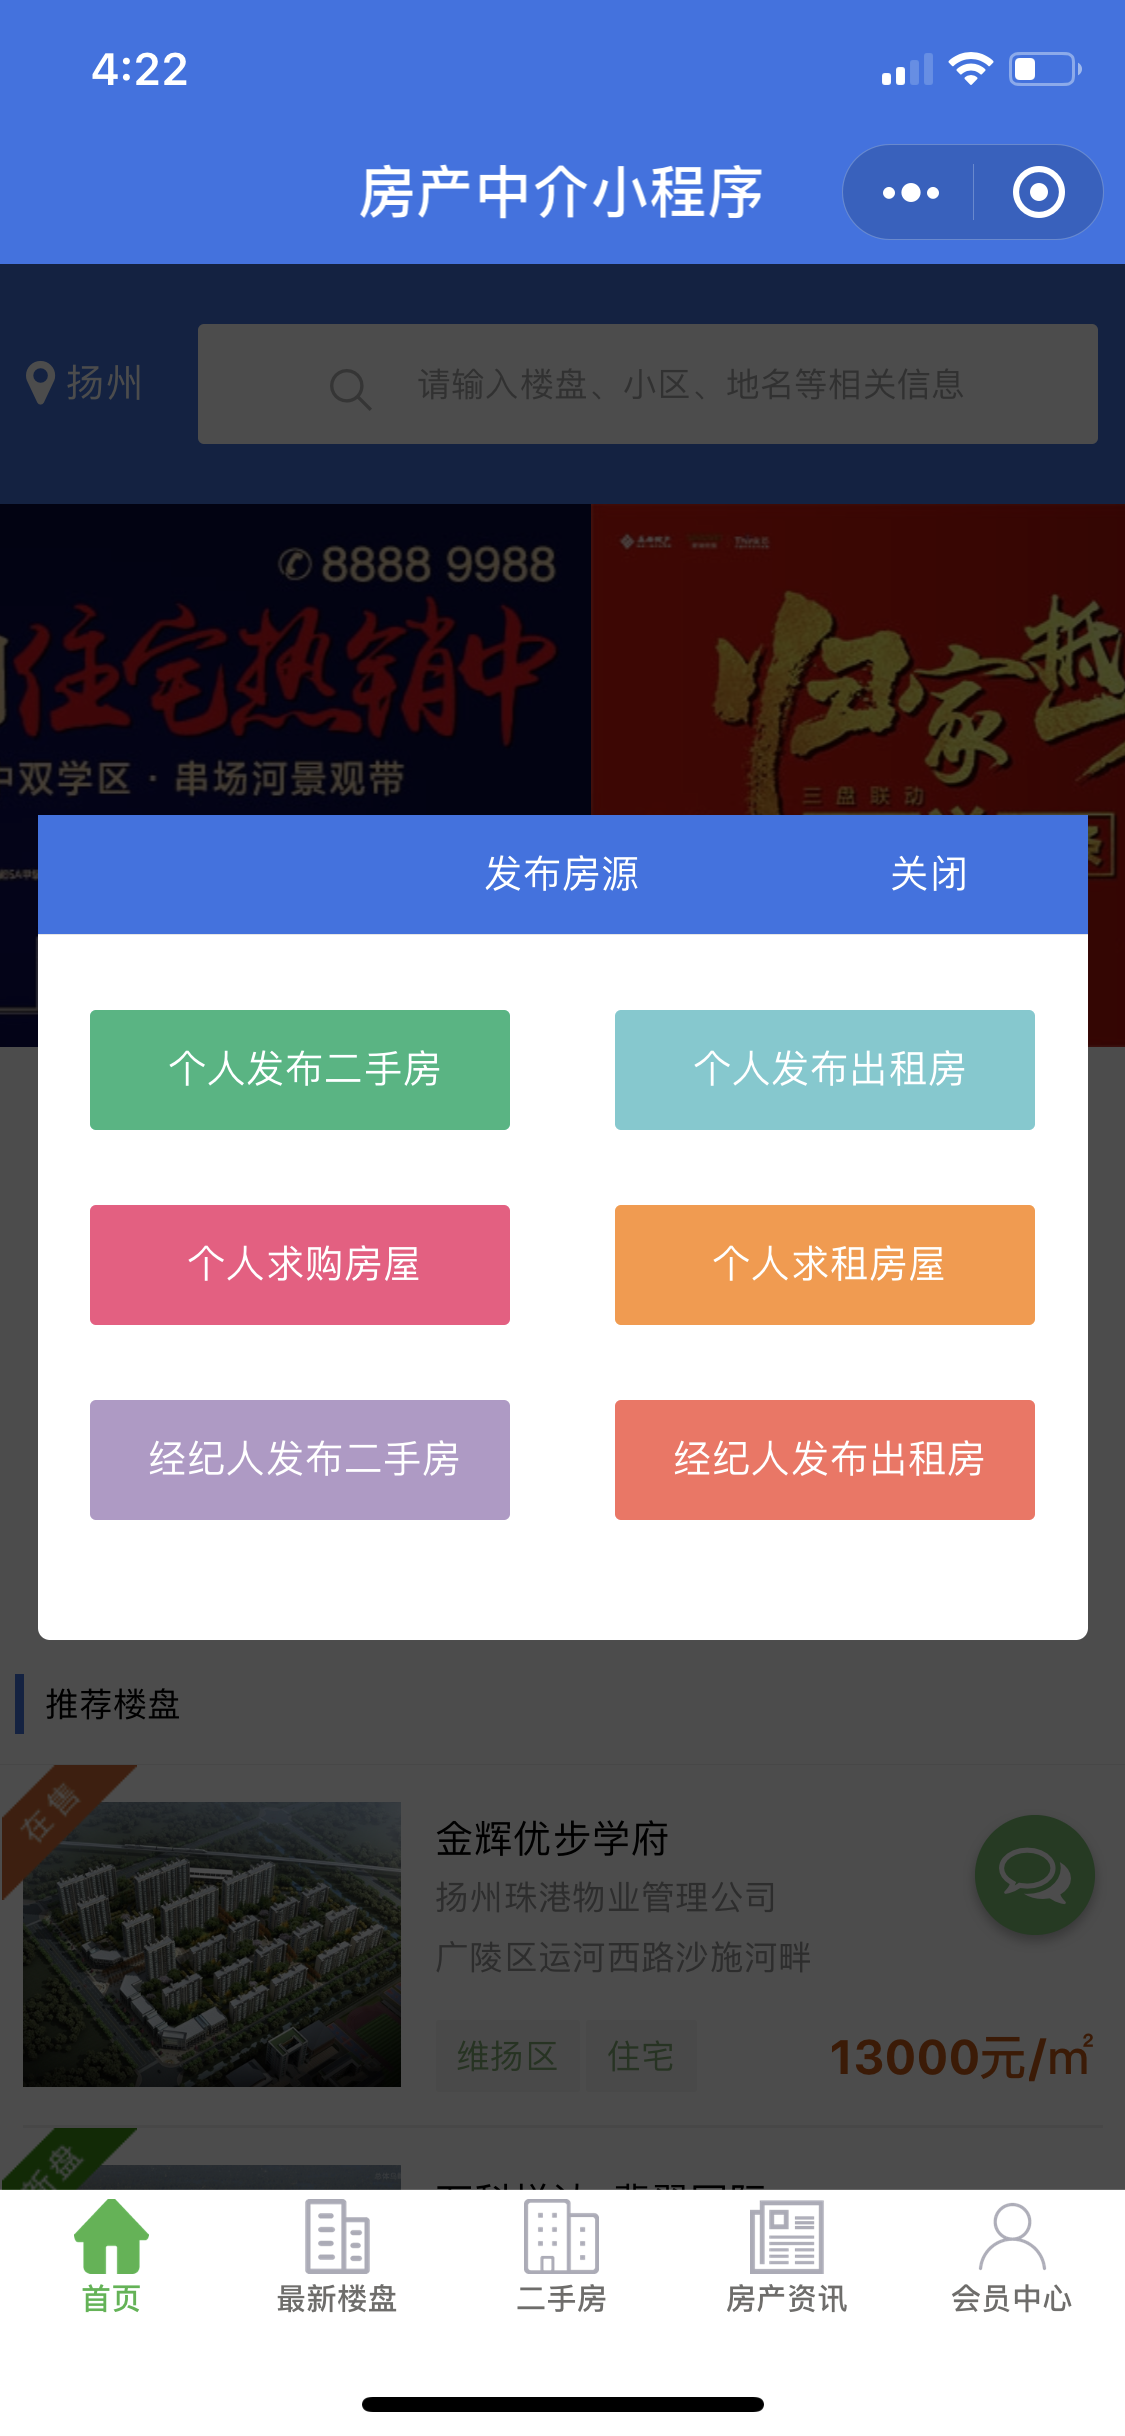 4:22
房产中介小程序
扬州
请输入楼盘、小区、地名等相关信息
8888 9988
住宅热销中
中双学区·串场河景观带
归家越
三盘联动
发布房源
关闭
个人发布二手房
个人发布出租房
个人求购房屋
个人求租房屋
经纪人发布二手房
经纪人发布出租房
推荐楼盘
在售
金辉优步学府
扬州珠港物业管理公司
广陵区运河西路沙施河畔
维扬区
住宅
13000元/㎡
新盘
首页
最新楼盘
二手房
房产资讯
会员中心